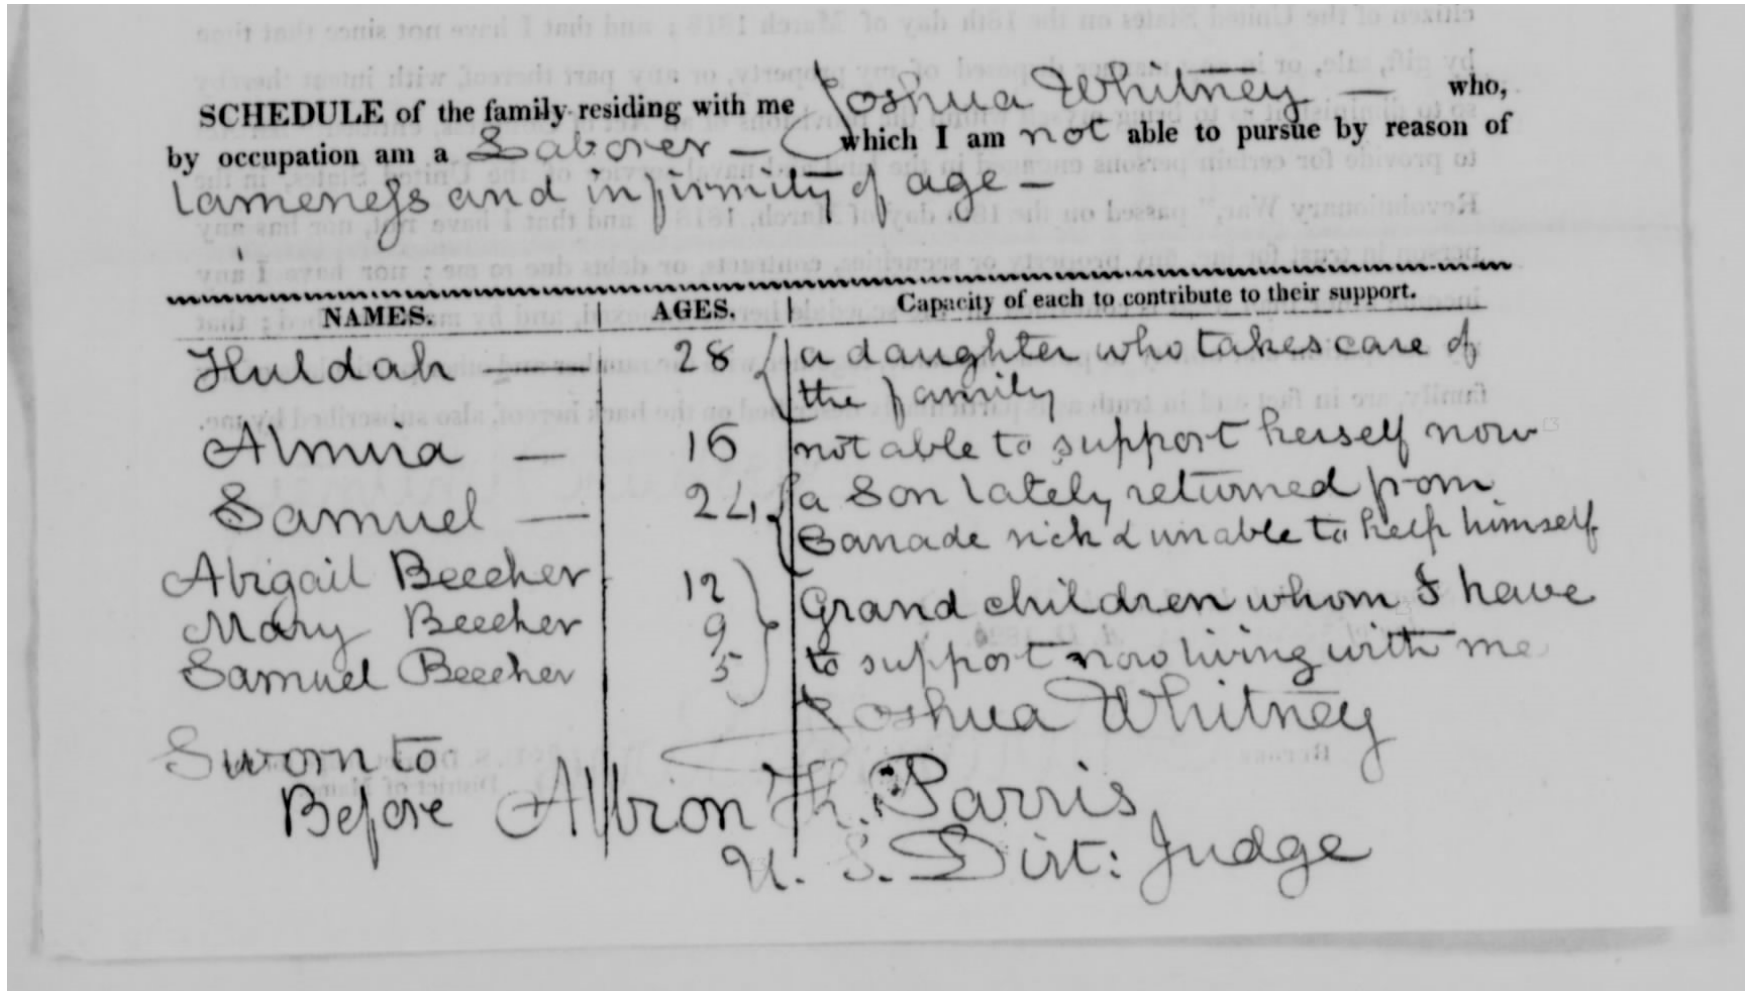 SCHEDULE of the family residing with me Joshua Whitney — who,
by occupation am a Laborer — which I am not able to pursue by reason of
Lameness and infirmity of age —
NAMES. AGES. Capacity of each to contribute to their support.
Huldah — 28 a daughter who takes care of
the family
Almira — 16 not able to support herself now
Samuel — 24 a Son lately returned from
Canade sick & unable to help himself
Abigail Beecher 12 Grand children whom I have
Mary Beecher 9
Samuel Beecher 5 to support now living with me
Joshua Whitney
Sworn to
Before Albion K. Parris
U. S. Dist: Judge